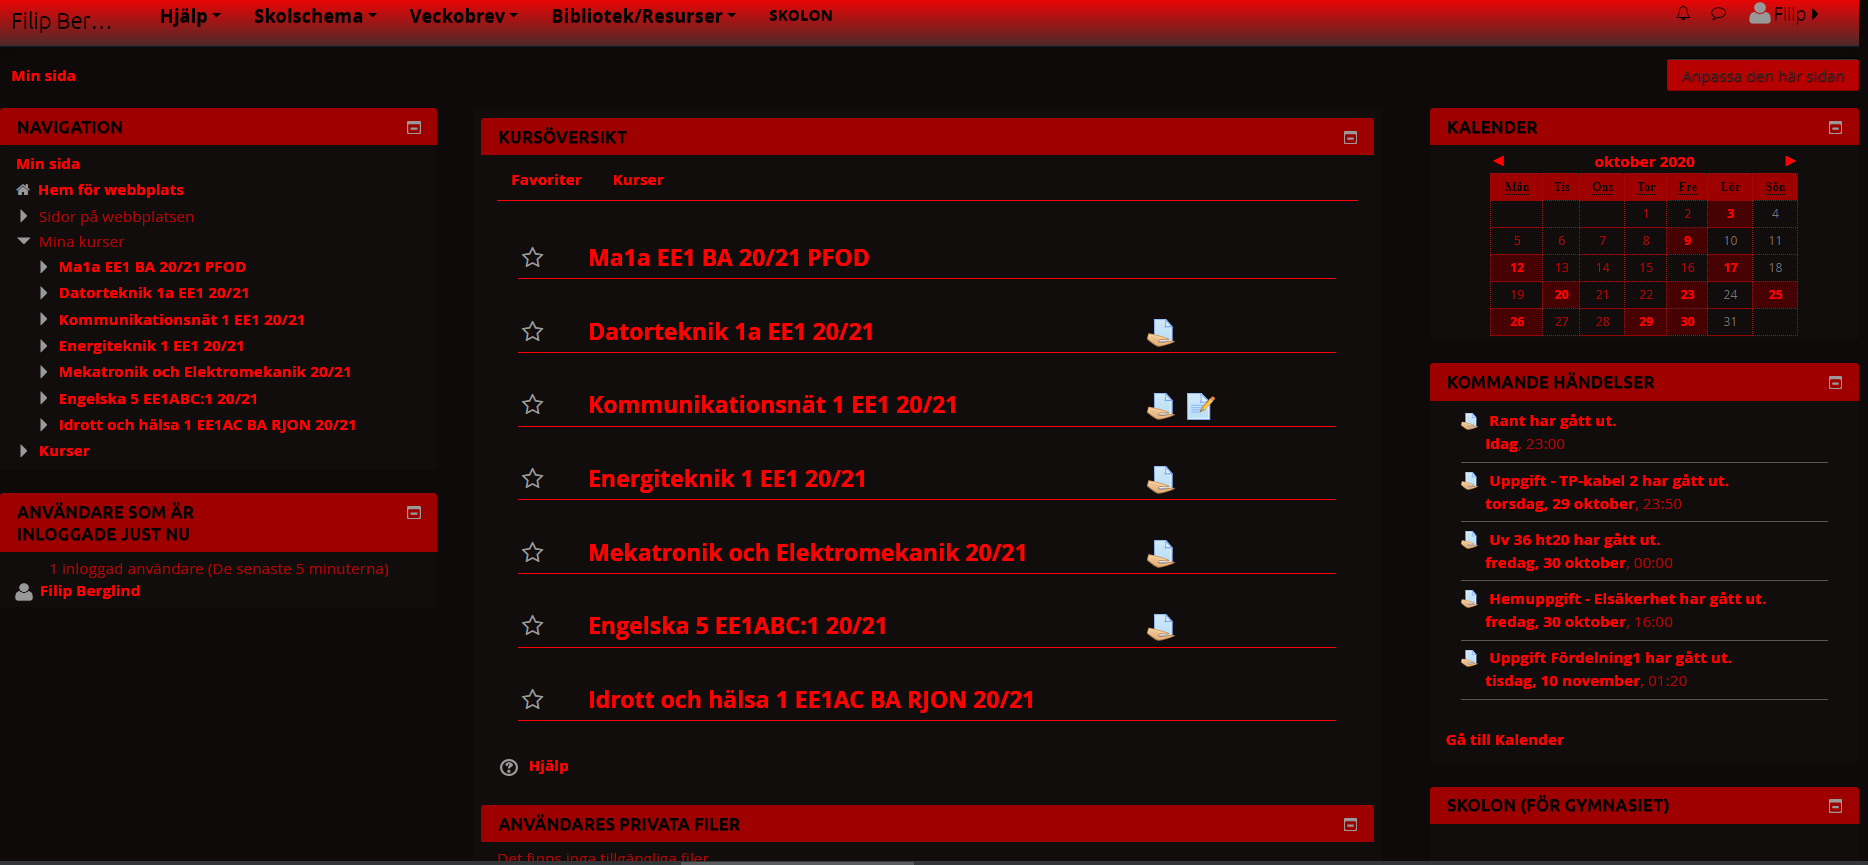 Filip Ber...
Hjälp
Skolschema
Veckobrev
Bibliotek/Resurser
SKOLON
Filip
Min sida
Anpassa den här sidan
NAVIGATION
Min sida
Hem för webbplats
Sidor på webbplatsen
Mina kurser
Ma1a EE1 BA 20/21 PFOD
Datorteknik 1a EE1 20/21
Kommunikationsnät 1 EE1 20/21
Energiteknik 1 EE1 20/21
Mekatronik och Elektromekanik 20/21
Engelska 5 EE1ABC:1 20/21
Idrott och hälsa 1 EE1AC BA RJON 20/21
Kurser
ANVÄNDARE SOM ÄR
INLOGGADE JUST NU
1 inloggad användare (De senaste 5 minuterna)
Filip Berglind
KURSÖVERSIKT
Favoriter Kurser
Ma1a EE1 BA 20/21 PFOD
Datorteknik 1a EE1 20/21
Kommunikationsnät 1 EE1 20/21
Energiteknik 1 EE1 20/21
Mekatronik och Elektromekanik 20/21
Engelska 5 EE1ABC:1 20/21
Idrott och hälsa 1 EE1AC BA RJON 20/21
Hjälp
ANVÄNDARES PRIVATA FILER
Det finns inga tillgängliga filer
KALENDER
oktober 2020
Mån Tis Ons Tor Fre Lör Sön
1 2 3 4
5 6 7 8 9 10 11
12 13 14 15 16 17 18
19 20 21 22 23 24 25
26 27 28 29 30 31
KOMMANDE HÄNDELSER
Rant har gått ut.
Idag, 23:00
Uppgift - TP-kabel 2 har gått ut.
torsdag, 29 oktober, 23:50
Uv 36 ht20 har gått ut.
fredag, 30 oktober, 00:00
Hemuppgift - Elsäkerhet har gått ut.
fredag, 30 oktober, 16:00
Uppgift Fördelning1 har gått ut.
tisdag, 10 november, 01:20
Gå till Kalender
SKOLON (FÖR GYMNASIET)